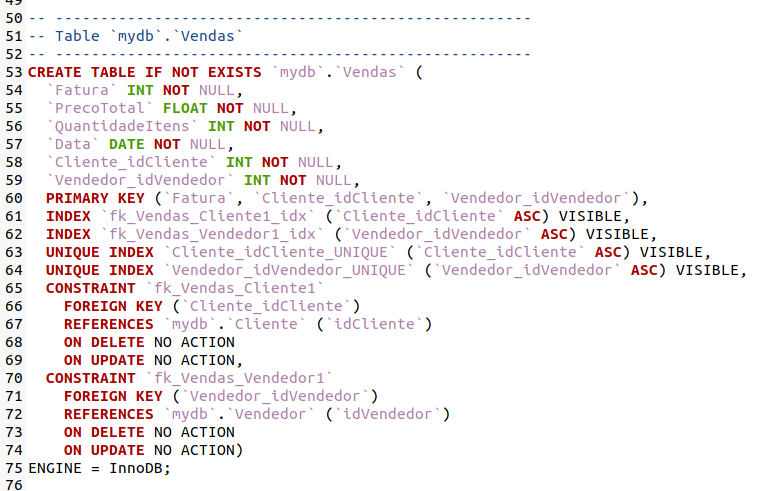 49
50 -- -----------------------------------------------------
51 -- Table `mydb`.`Vendas`
52 -- -----------------------------------------------------
53 CREATE TABLE IF NOT EXISTS `mydb`.`Vendas` (
54   `Fatura` INT NOT NULL,
55   `PrecoTotal` FLOAT NOT NULL,
56   `QuantidadeItens` INT NOT NULL,
57   `Data` DATE NOT NULL,
58   `Cliente_idCliente` INT NOT NULL,
59   `Vendedor_idVendedor` INT NOT NULL,
60   PRIMARY KEY (`Fatura`, `Cliente_idCliente`, `Vendedor_idVendedor`),
61   INDEX `fk_Vendas_Cliente1_idx` (`Cliente_idCliente` ASC) VISIBLE,
62   INDEX `fk_Vendas_Vendedor1_idx` (`Vendedor_idVendedor` ASC) VISIBLE,
63   UNIQUE INDEX `Cliente_idCliente_UNIQUE` (`Cliente_idCliente` ASC) VISIBLE,
64   UNIQUE INDEX `Vendedor_idVendedor_UNIQUE` (`Vendedor_idVendedor` ASC) VISIBLE,
65   CONSTRAINT `fk_Vendas_Cliente1`
66     FOREIGN KEY (`Cliente_idCliente`)
67     REFERENCES `mydb`.`Cliente` (`idCliente`)
68     ON DELETE NO ACTION
69     ON UPDATE NO ACTION,
70   CONSTRAINT `fk_Vendas_Vendedor1`
71     FOREIGN KEY (`Vendedor_idVendedor`)
72     REFERENCES `mydb`.`Vendedor` (`idVendedor`)
73     ON DELETE NO ACTION
74     ON UPDATE NO ACTION)
75 ENGINE = InnoDB;
76